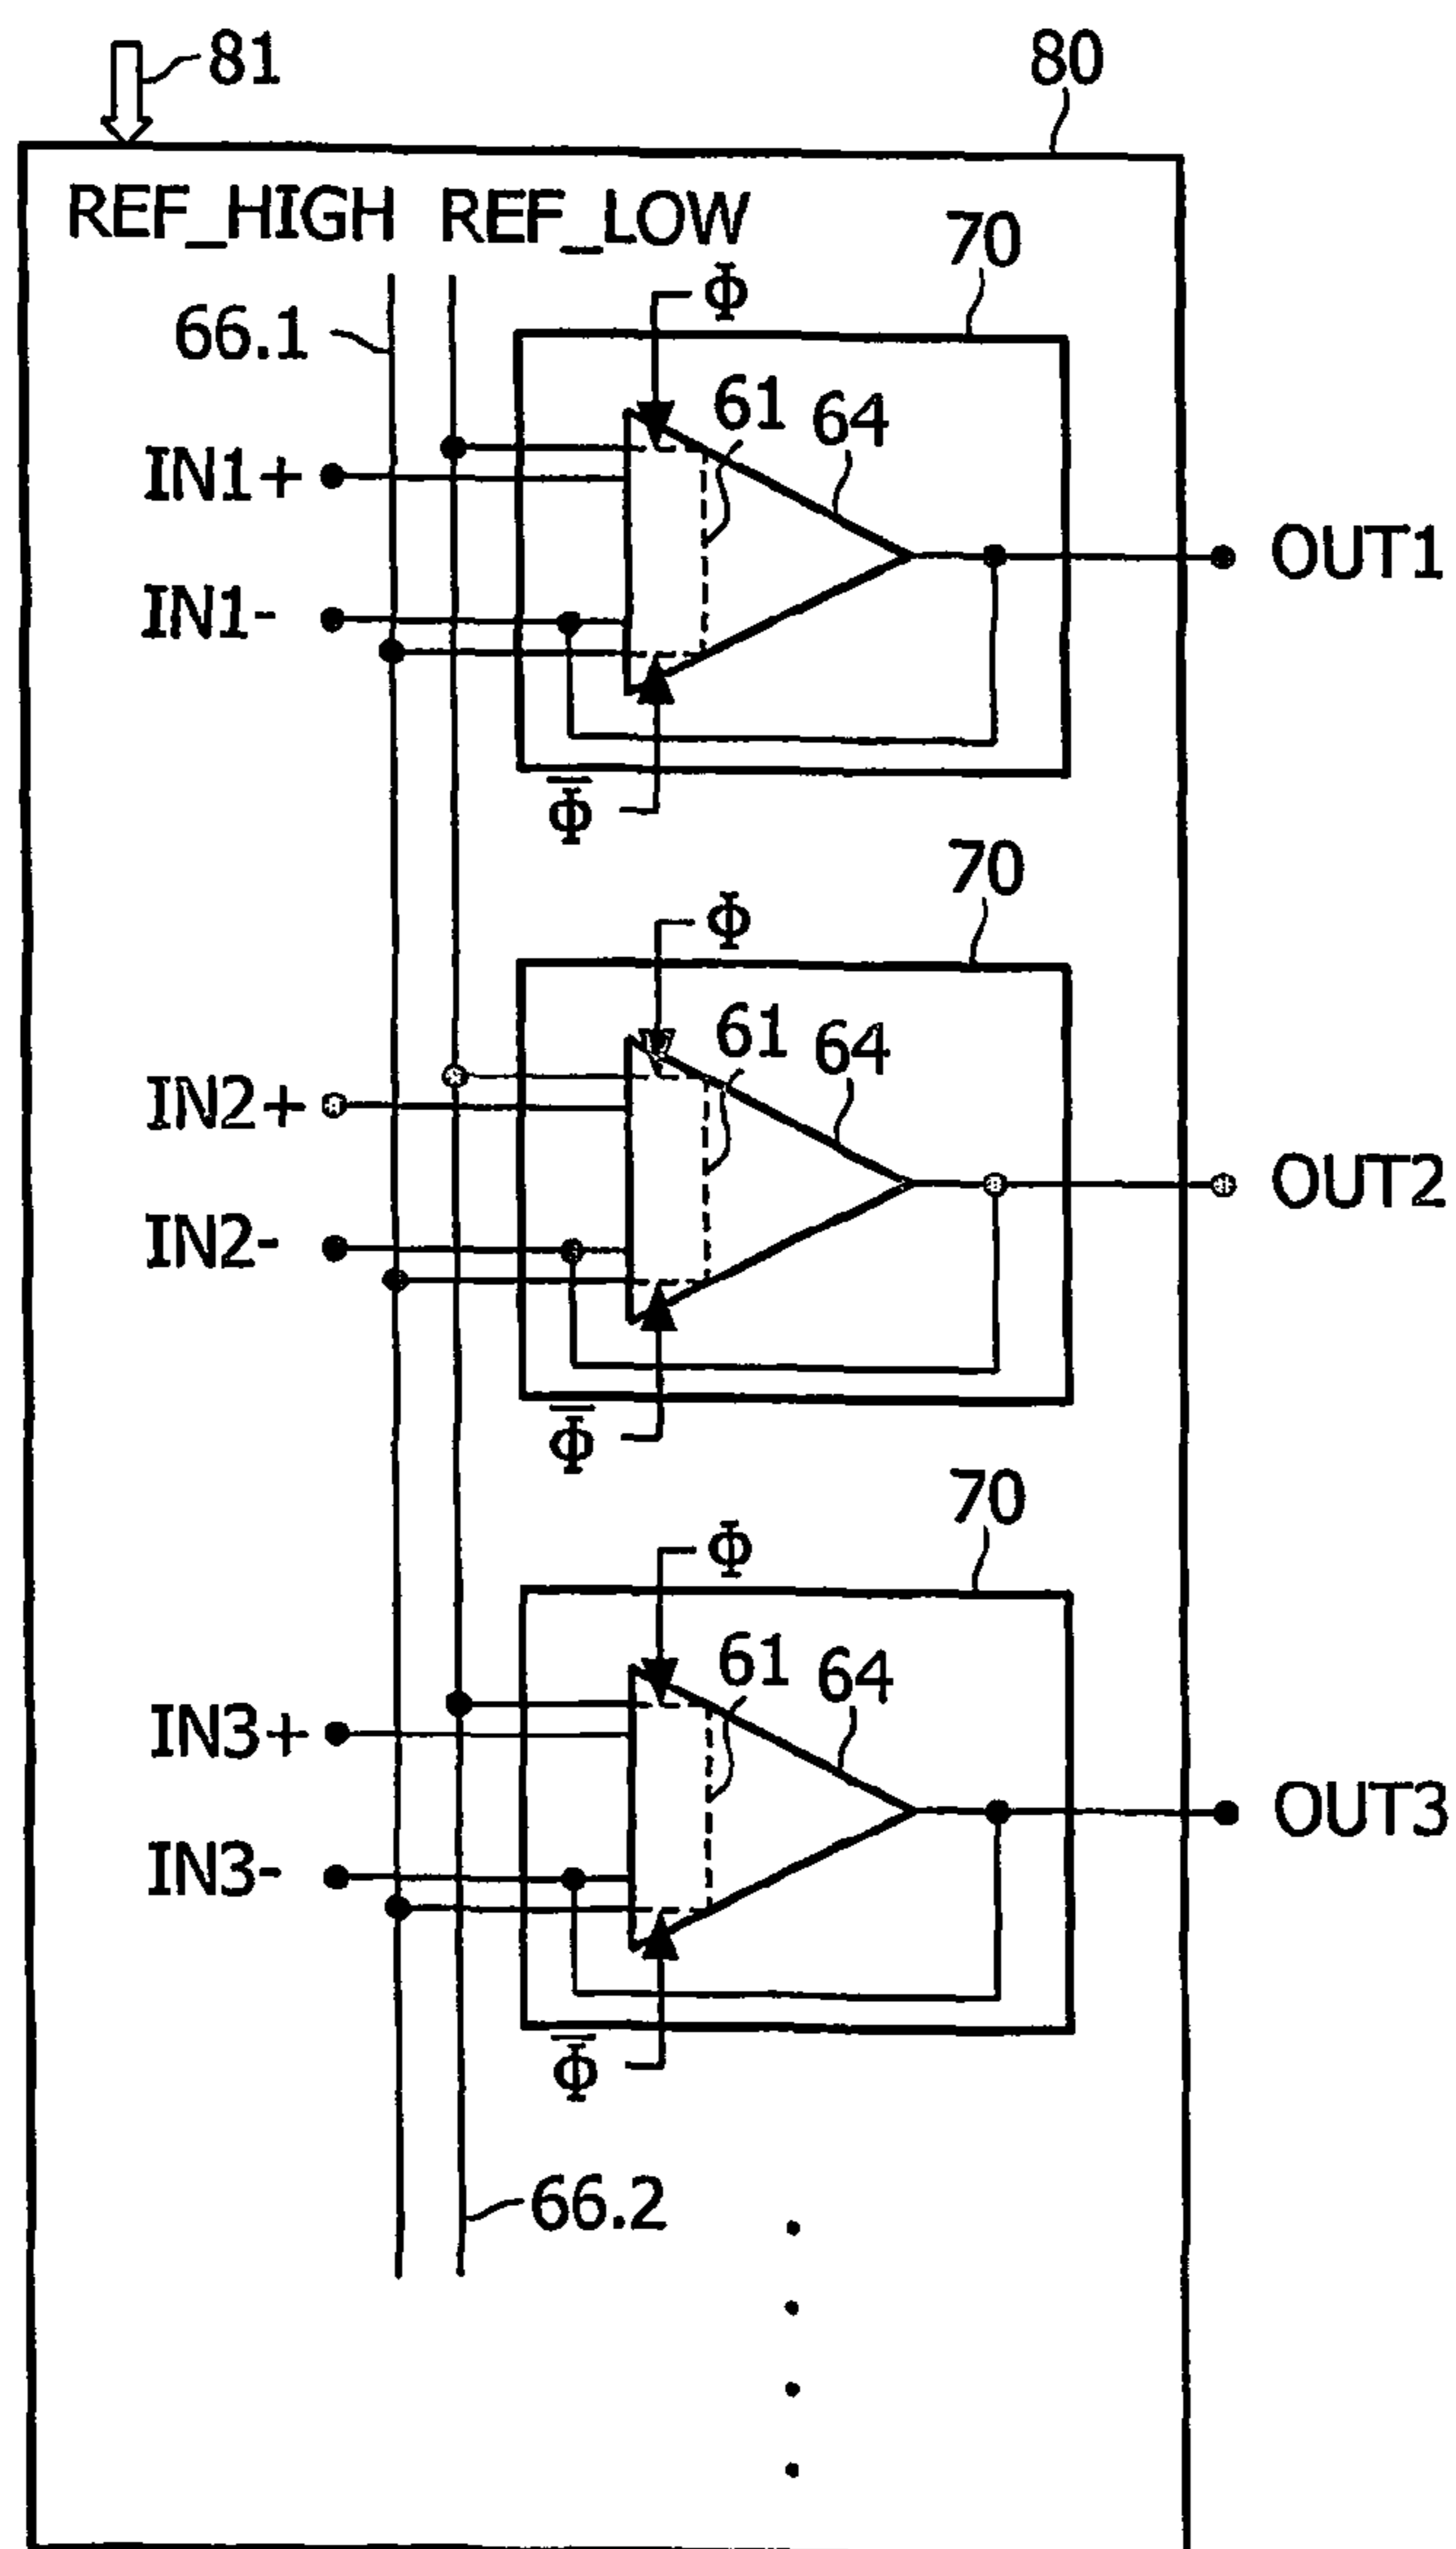 81
80
REF_HIGH REF_LOW
70
Φ
66.1
61
64
IN1+
OUT1
IN1-
Φ̅
70
Φ
61
64
IN2+
OUT2
IN2-
Φ̅
70
Φ
61
64
IN3+
OUT3
IN3-
Φ̅
66.2